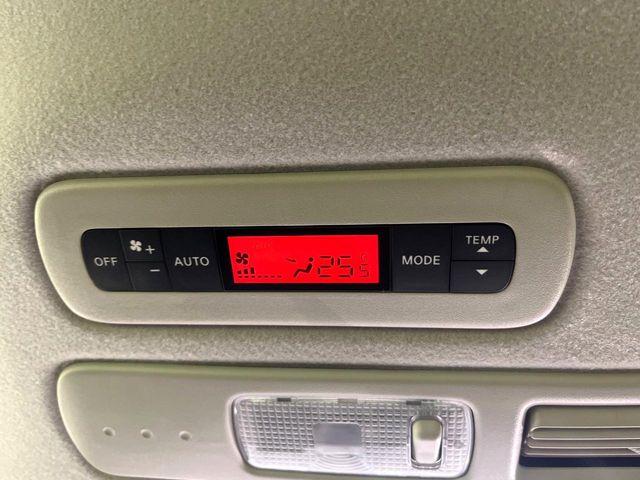 OFF
+
-
AUTO
25.5
MODE
TEMP